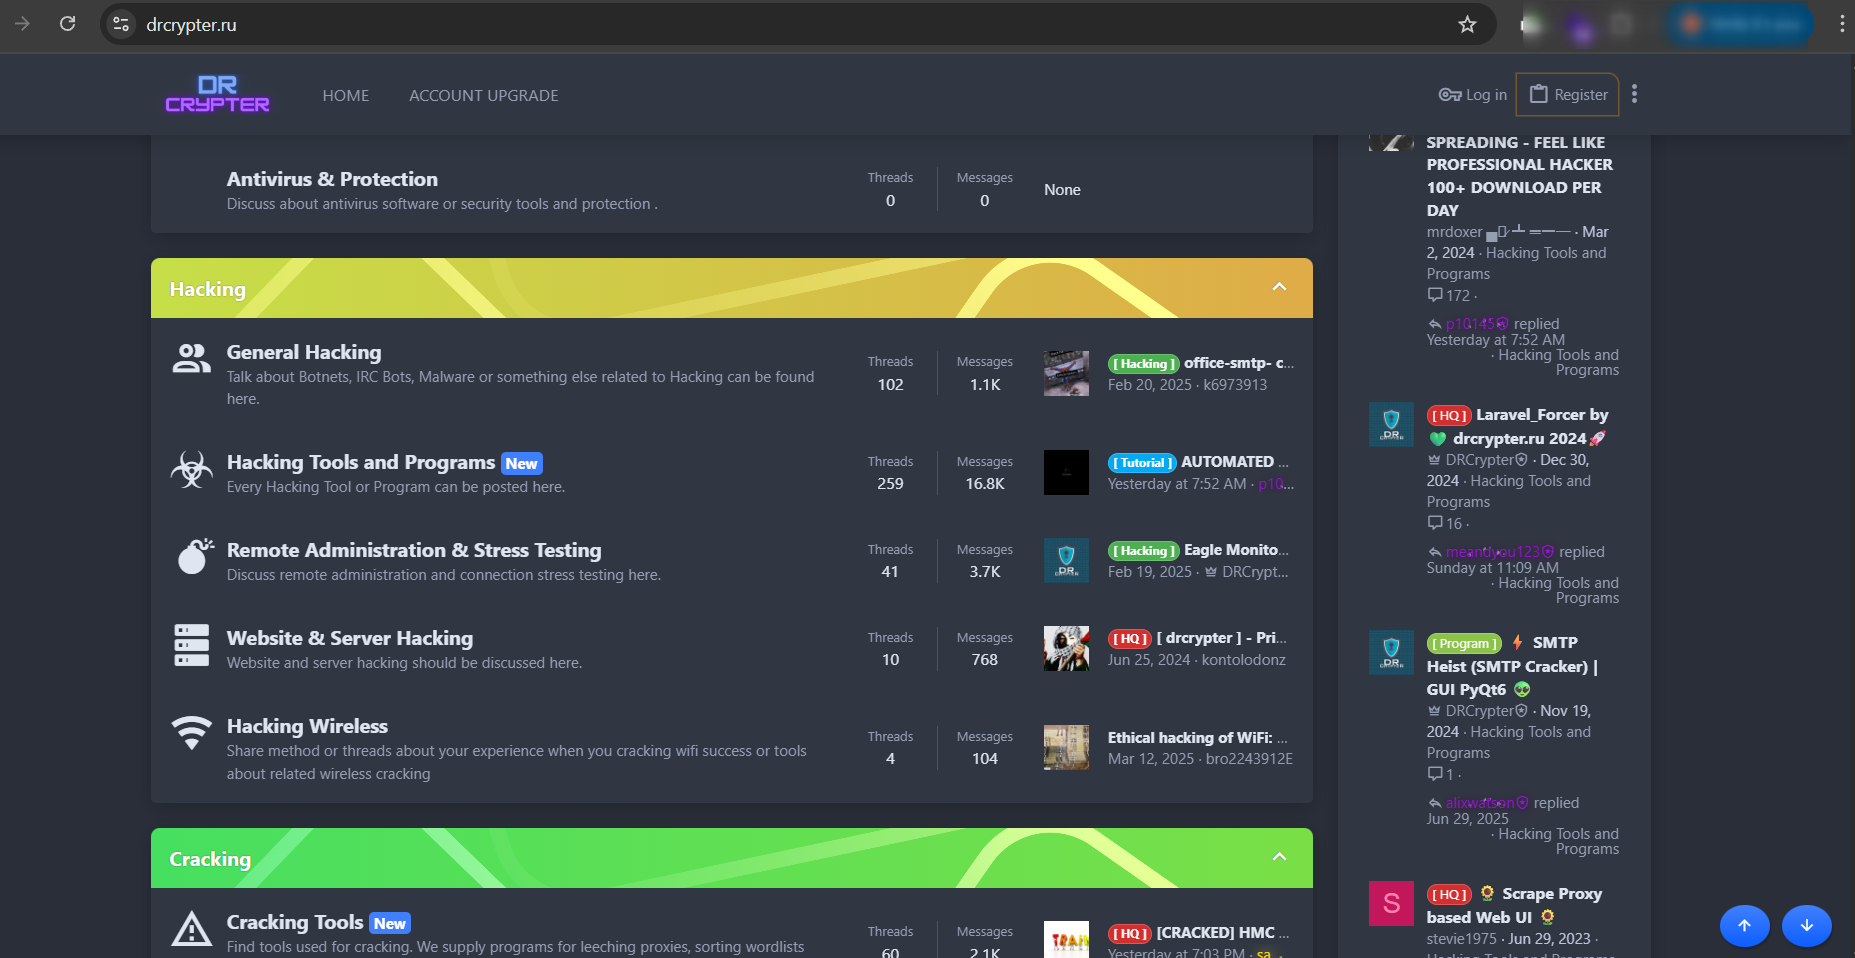 drcrypter.ru
DR
CRYPTER
HOME
ACCOUNT UPGRADE
Log in
Register
Antivirus & Protection
Discuss about antivirus software or security tools and protection .
Threads
0
Messages
0
None
Hacking
General Hacking
Talk about Botnets, IRC Bots, Malware or something else related to Hacking can be found
here.
Threads
102
Messages
1.1K
[ Hacking ] office-smtp- c...
Feb 20, 2025 · k6973913
Hacking Tools and Programs New
Every Hacking Tool or Program can be posted here.
Threads
259
Messages
16.8K
[ Tutorial ] AUTOMATED ...
Yesterday at 7:52 AM · p10...
Remote Administration & Stress Testing
Discuss remote administration and connection stress testing here.
Threads
41
Messages
3.7K
DR
CRYPTER
[ Hacking ] Eagle Monito...
Feb 19, 2025 · DRCrypt...
Website & Server Hacking
Website and server hacking should be discussed here.
Threads
10
Messages
768
[ HQ ] [ drcrypter ] - Pri...
Jun 25, 2024 · kontolodonz
Hacking Wireless
Share method or threads about your experience when you cracking wifi success or tools
about related wireless cracking
Threads
4
Messages
104
Ethical hacking of WiFi: ...
Mar 12, 2025 · bro2243912E
Cracking
Cracking Tools New
Find tools used for cracking. We supply programs for leeching proxies, sorting wordlists
Threads
60
Messages
2.1K
[ HQ ] [CRACKED] HMC ...
Yesterday at 7:03 PM · sa
SPREADING - FEEL LIKE
PROFESSIONAL HACKER
100+ DOWNLOAD PER
DAY
mrdoxer · Mar
2, 2024 · Hacking Tools and
Programs
172 ·
p10145 replied
Yesterday at 7:52 AM
· Hacking Tools and
Programs
DR
CRYPTER
[ HQ ] Laravel_Forcer by
💚 drcrypter.ru 2024🚀
DRCrypter · Dec 30,
2024 · Hacking Tools and
Programs
16 ·
meandyou123 replied
Sunday at 11:09 AM
· Hacking Tools and
Programs
DR
CRYPTER
[ Program ] ⚡ SMTP
Heist (SMTP Cracker) |
GUI PyQt6 👽
DRCrypter · Nov 19,
2024 · Hacking Tools and
Programs
1 ·
alixwatson replied
Jun 29, 2025
· Hacking Tools and
Programs
S
[ HQ ] 🌻 Scrape Proxy
based Web UI 🌻
stevie1975 · Jun 29, 2023 ·
Hacking Tools and Programs